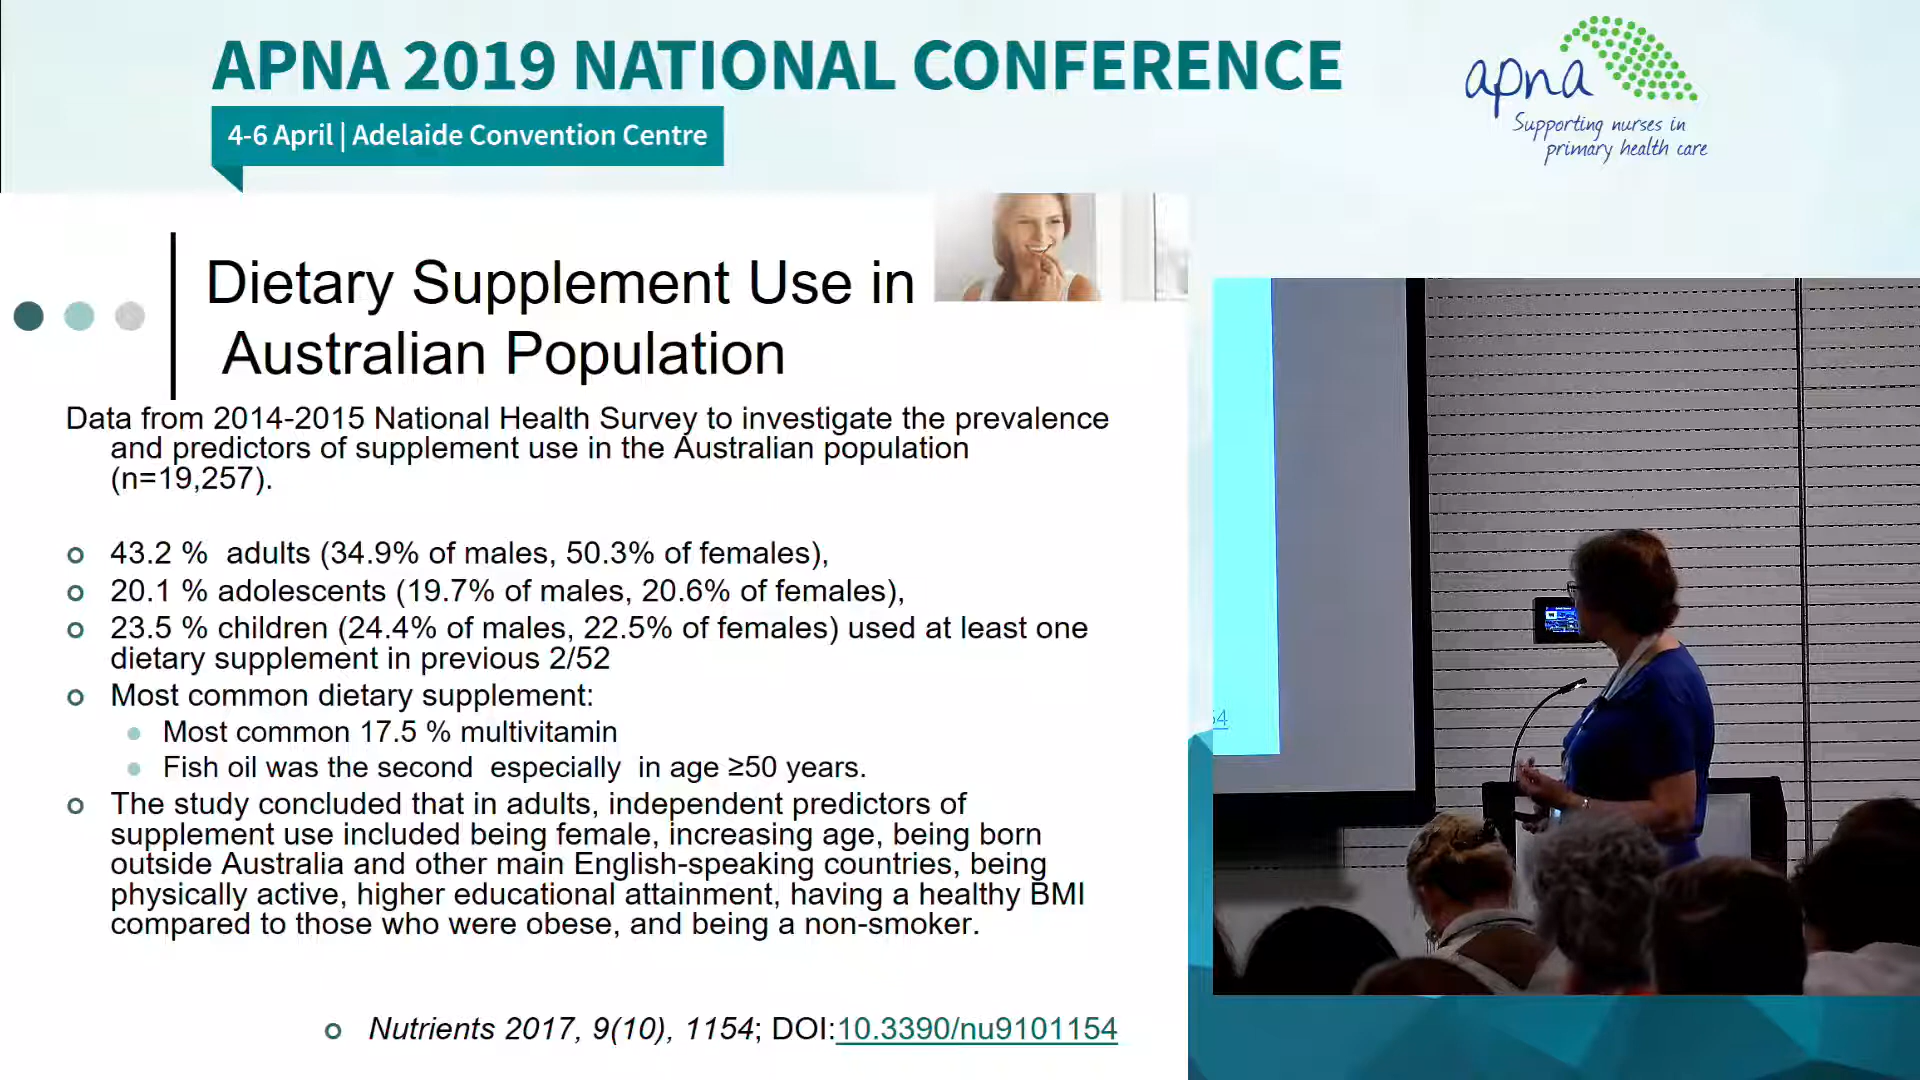 APNA 2019 NATIONAL CONFERENCE
4-6 April | Adelaide Convention Centre
apna
Supporting nurses in
primary health care
Dietary Supplement Use in
Australian Population
Data from 2014-2015 National Health Survey to investigate the prevalence
and predictors of supplement use in the Australian population
(n=19,257).
43.2 % adults (34.9% of males, 50.3% of females),
20.1 % adolescents (19.7% of males, 20.6% of females),
23.5 % children (24.4% of males, 22.5% of females) used at least one
dietary supplement in previous 2/52
Most common dietary supplement:
Most common 17.5 % multivitamin
Fish oil was the second especially in age ≥50 years.
The study concluded that in adults, independent predictors of
supplement use included being female, increasing age, being born
outside Australia and other main English-speaking countries, being
physically active, higher educational attainment, having a healthy BMI
compared to those who were obese, and being a non-smoker.
Nutrients 2017, 9(10), 1154; DOI:10.3390/nu9101154
54